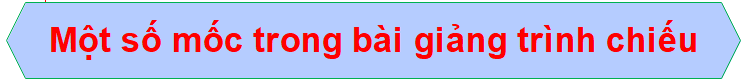 Một số mốc trong bài giảng trình chiếu